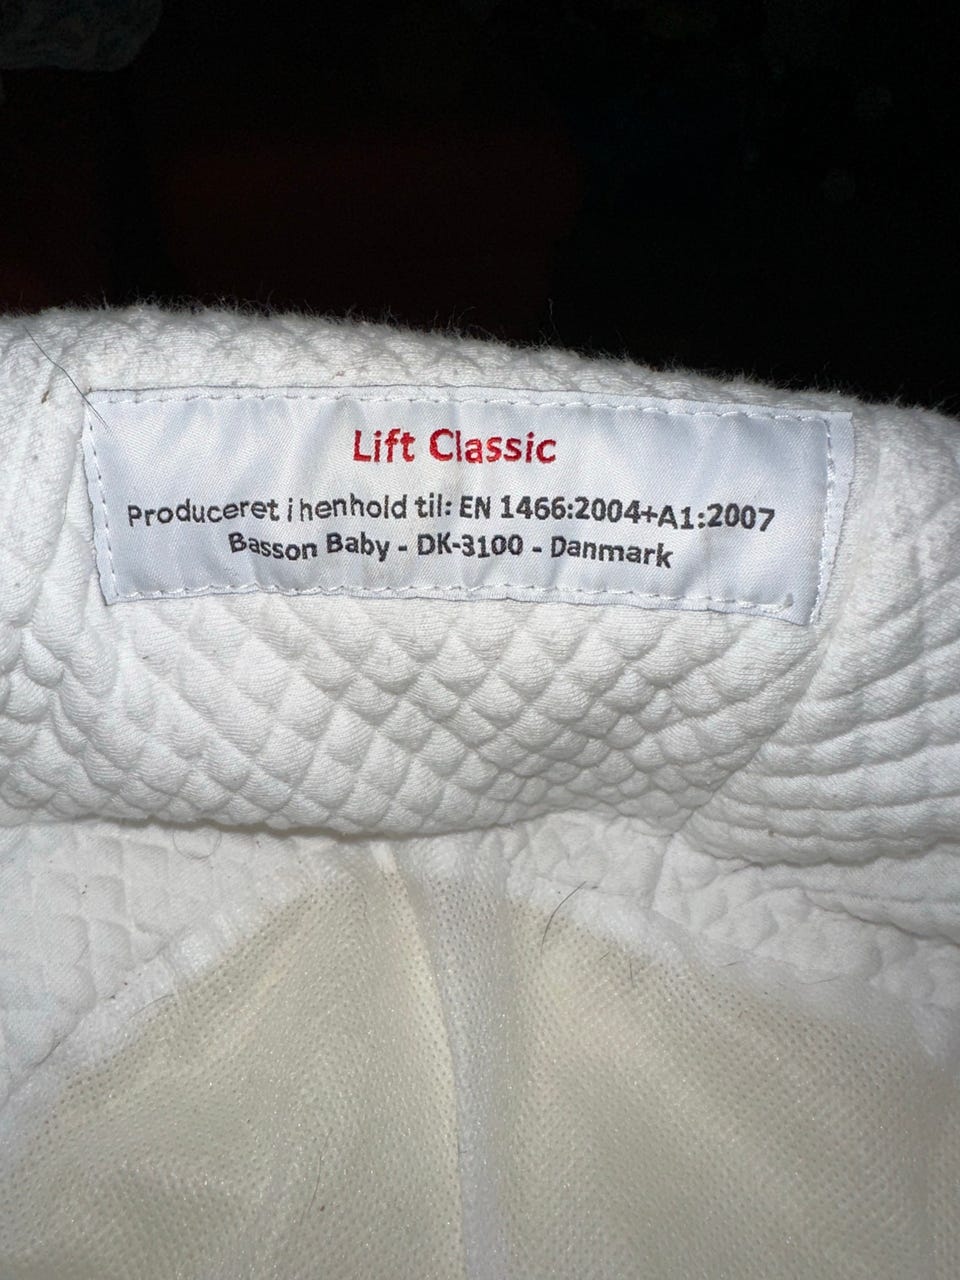 Lift Classic
Produceret i henhold til: EN 1466:2004+A1:2007
Basson Baby - DK-3100 - Danmark